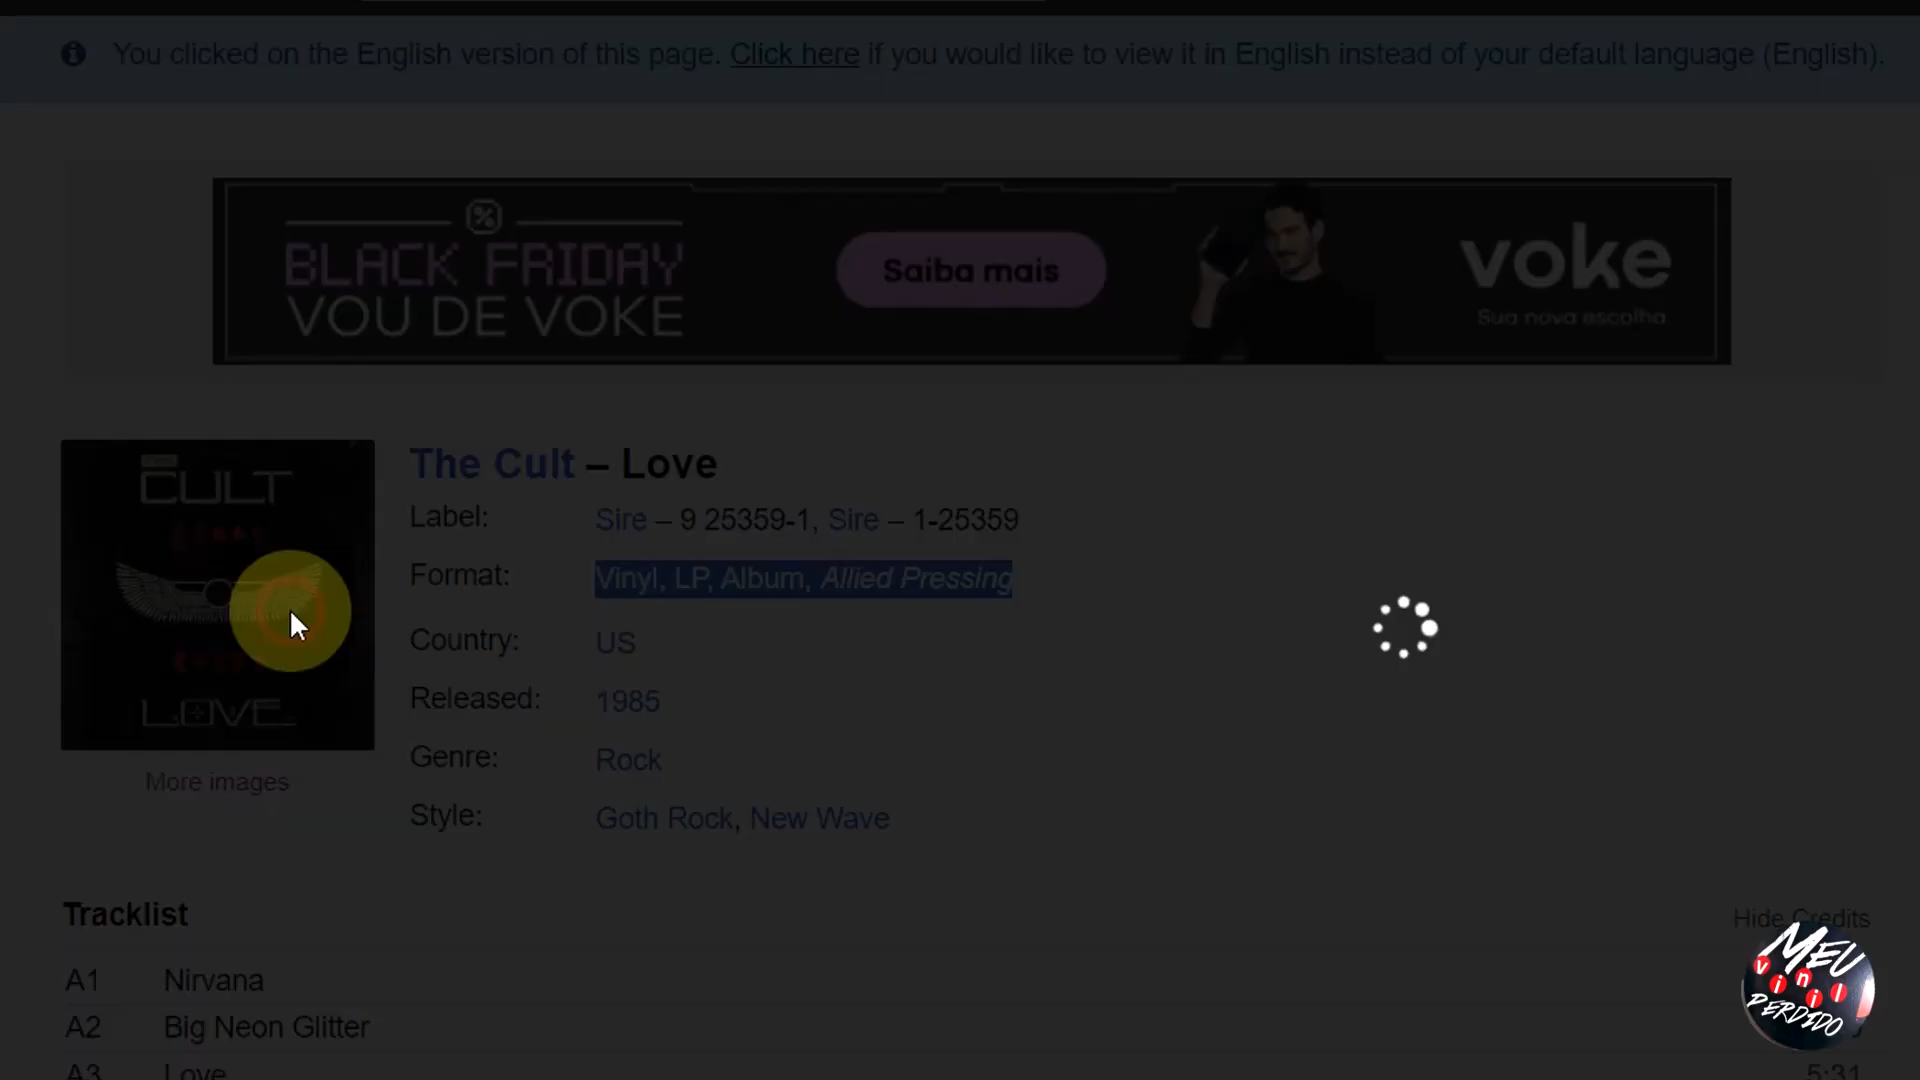 You clicked on the English version of this page. Click here if you would like to view it in English instead of your default language (English).
BLACK FRIDAY
VOU DE VOKE
Saiba mais
voke
Sua nova escolha
CULT
LOVE
More images
The Cult – Love
Label: Sire – 9 25359-1, Sire – 1-25359
Format: Vinyl, LP, Album, Allied Pressing
Country: US
Released: 1985
Genre: Rock
Style: Goth Rock, New Wave
Tracklist
Hide Credits
A1 Nirvana
A2 Big Neon Glitter
A3 Love 5:31
MEU
vinil
PERDIDO